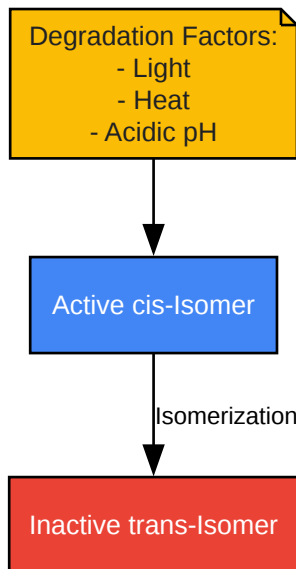 Degradation Factors:
- Light
- Heat
- Acidic pH
Active cis-Isomer
Isomerization
Inactive trans-Isomer